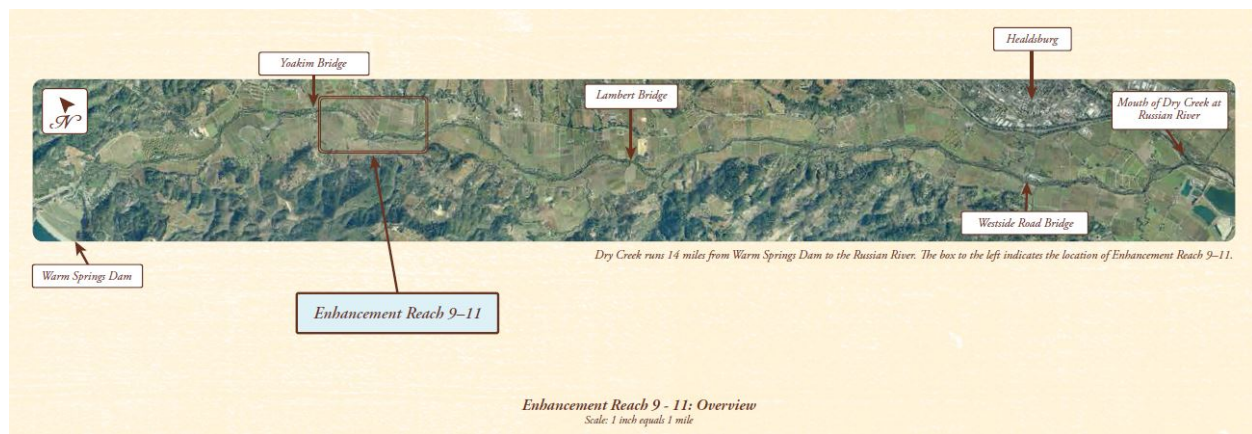 Healdsburg
Yoakim Bridge
Lambert Bridge
Mouth of Dry Creek at
Russian River
N
Westside Road Bridge
Dry Creek runs 14 miles from Warm Springs Dam to the Russian River. The box to the left indicates the location of Enhancement Reach 9–11.
Warm Springs Dam
Enhancement Reach 9–11
Enhancement Reach 9 - 11: Overview
Scale: 1 inch equals 1 mile